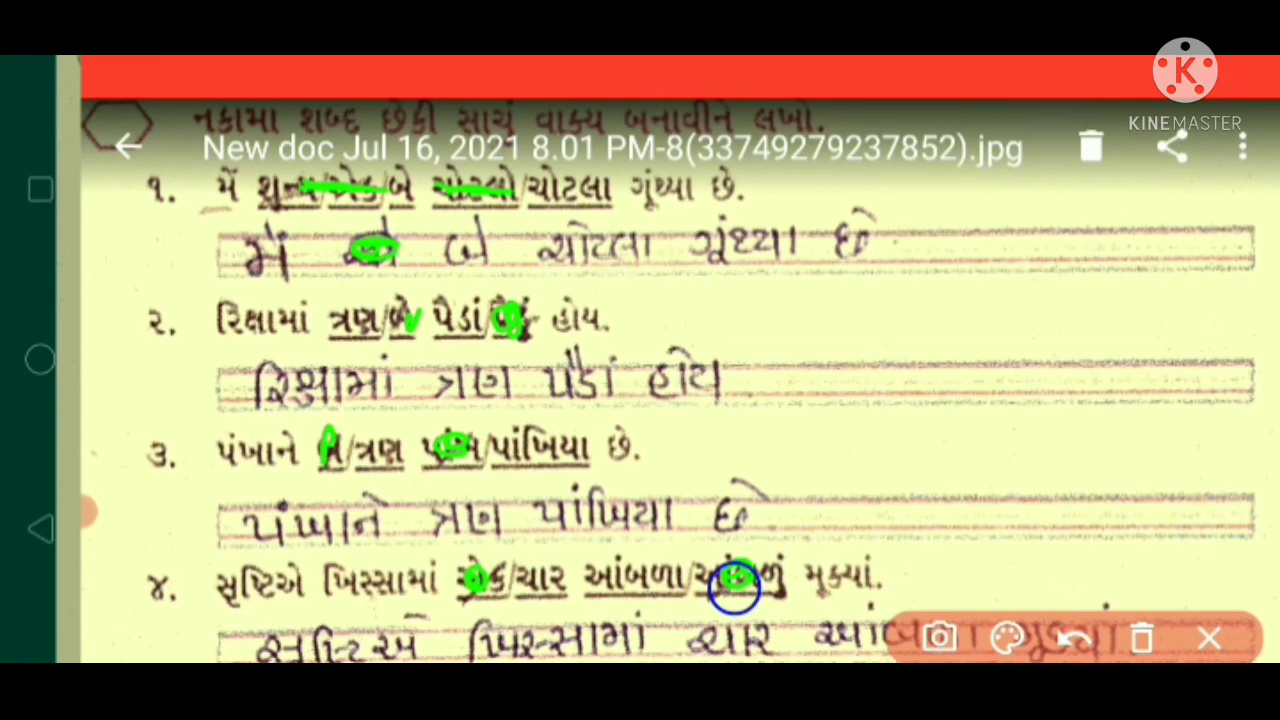 K
KINEMASTER
નકામા શબ્દ છેકી સાચું વાક્ય બનાવીને લખો.
New doc Jul 16, 2021 8.01 PM-8(33749279237852).jpg
૧. મેં શૂન્ય/એક/બે ચોટલો/ચોટલા ગૂંથ્યા છે.
મેં બે ચોટલા ગૂંથ્યા છે
૨. રિક્ષામાં ત્રણ/બે પૈડાં/ હોય.
રિક્ષામાં ત્રણ પૈડાં હોય
૩. પંખાને /ત્રણ /પાંખિયા છે.
પંખાને ત્રણ પાંખિયા છે
૪. સૃષ્ટિએ ખિસ્સામાં એક/ચાર આંબળા/આંબળું મૂક્યાં.
સૃષ્ટિએ ખિસ્સામાં ચાર